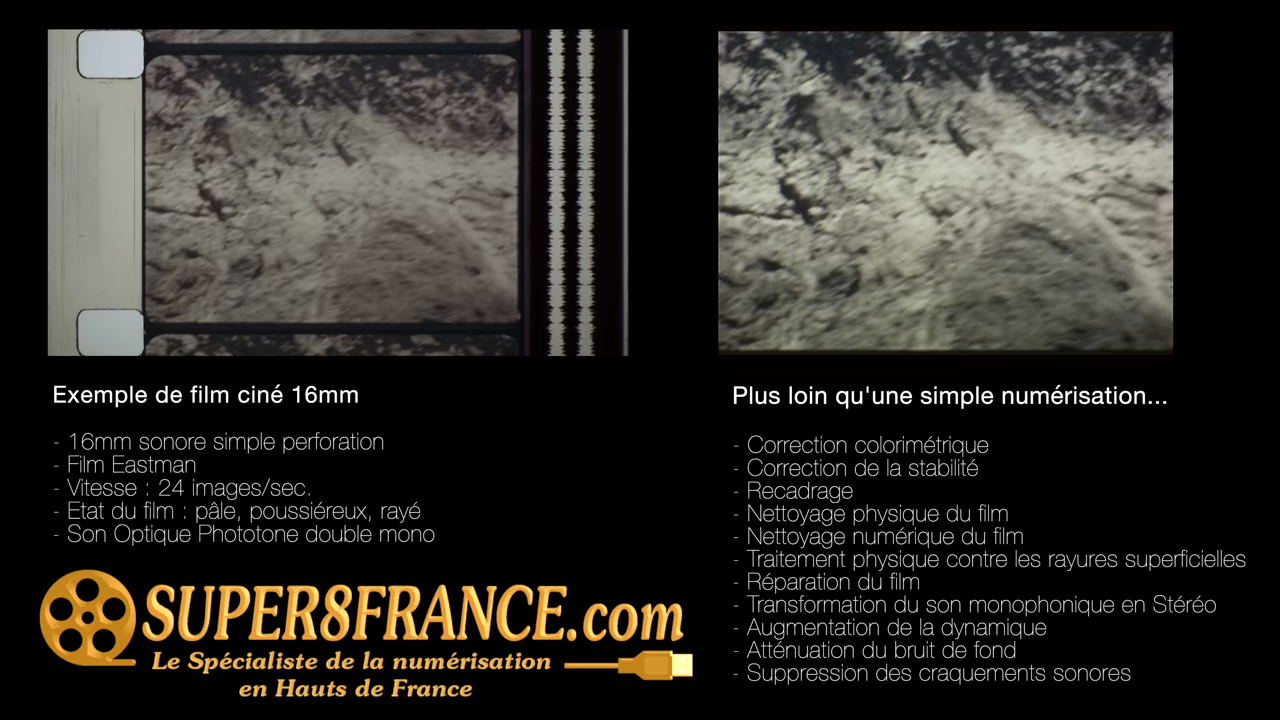 Exemple de film ciné 16mm
- 16mm sonore simple perforation
- Film Eastman
- Vitesse : 24 images/sec.
- Etat du film : pâle, poussiéreux, rayé
- Son Optique Phototone double mono
SUPER8FRANCE.com
Le Spécialiste de la numérisation
en Hauts de France
Plus loin qu'une simple numérisation...
- Correction colorimétrique
- Correction de la stabilité
- Recadrage
- Nettoyage physique du film
- Nettoyage numérique du film
- Traitement physique contre les rayures superficielles
- Réparation du film
- Transformation du son monophonique en Stéréo
- Augmentation de la dynamique
- Atténuation du bruit de fond
- Suppression des craquements sonores